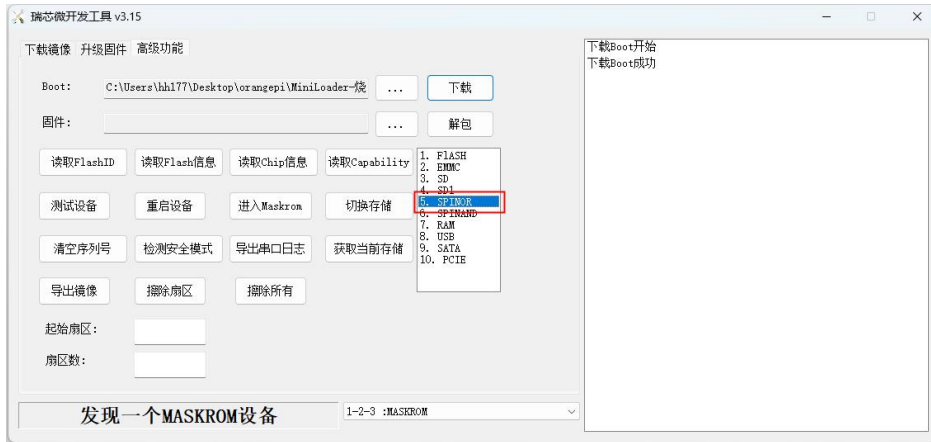 瑞芯微开发工具 v3.15
下载镜像 升级固件 高级功能
Boot: C:\Users\hhl77\Desktop\orangepi\MiniLoader-烧 ... 下载
固件: ... 解包
读取FlashID 读取Flash信息 读取Chip信息 读取Capability
测试设备 重启设备 进入Maskrom 切换存储
清空序列号 检测安全模式 导出串口日志 获取当前存储
导出镜像 擦除扇区 擦除所有
1. FlASH
2. EMMC
3. SD
4. SD1
5. SPINOR
6. SPINAND
7. RAM
8. USB
9. SATA
10. PCIE
起始扇区:
扇区数:
发现一个MASKROM设备 1-2-3 :MASKROM
下载Boot开始
下载Boot成功